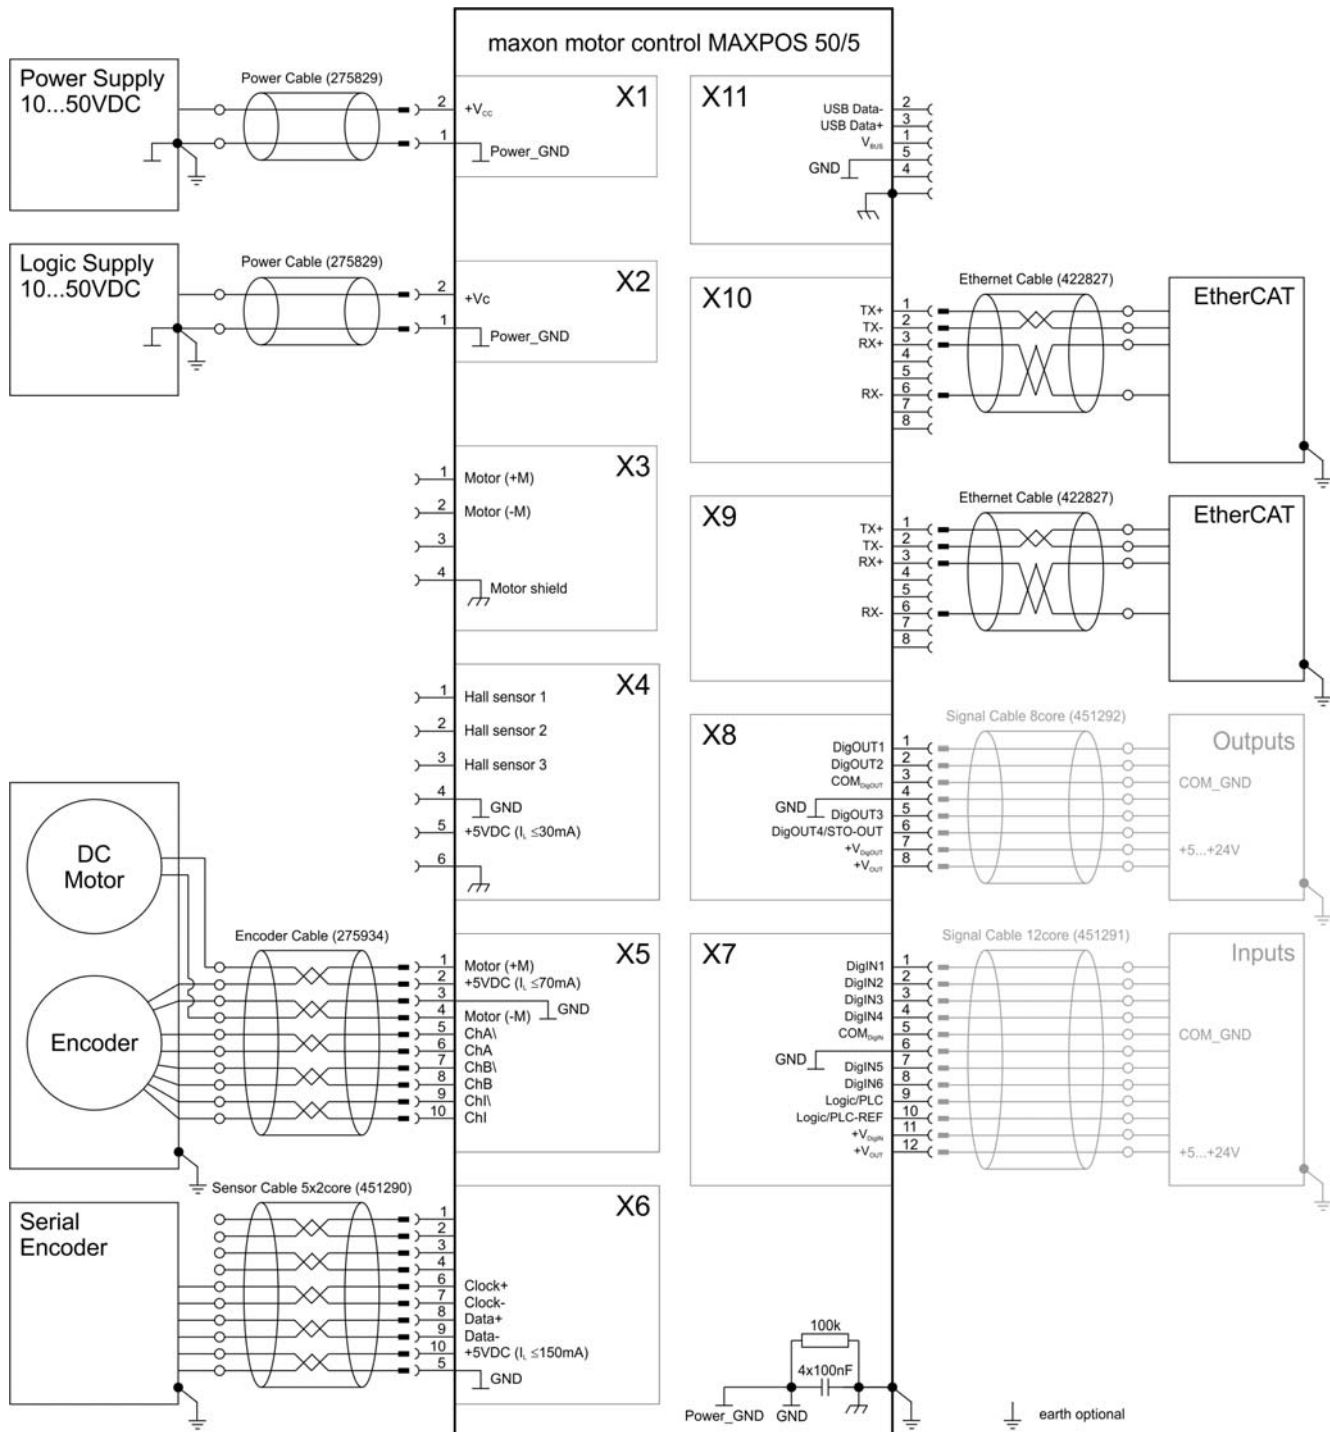 maxon motor control MAXPOS 50/5
Power Supply
10...50VDC
Power Cable (275829)
2
1
+Vcc
Power_GND
X1
Logic Supply
10...50VDC
Power Cable (275829)
2
1
+Vc
Power_GND
X2
X3
1
Motor (+M)
2
Motor (-M)
3
4
Motor shield
X4
1
Hall sensor 1
2
Hall sensor 2
3
Hall sensor 3
4
GND
5
+5VDC (IL ≤30mA)
6
DC
Motor
Encoder
Encoder Cable (275934)
X5
1
Motor (+M)
2
+5VDC (IL ≤70mA)
3
GND
4
Motor (-M)
5
ChA\
6
ChA
7
ChB\
8
ChB
9
ChI\
10
ChI
Serial
Encoder
Sensor Cable 5x2core (451290)
X6
1
2
3
4
6
Clock+
7
Clock-
8
Data+
9
Data-
10
+5VDC (IL ≤150mA)
5
GND
X11
USB Data-
2
USB Data+
3
VBUS
1
5
GND
4
X10
Ethernet Cable (422827)
EtherCAT
TX+
1
TX-
2
RX+
3
4
5
RX-
6
7
8
X9
Ethernet Cable (422827)
EtherCAT
TX+
1
TX-
2
RX+
3
4
5
RX-
6
7
8
X8
Signal Cable 8core (451292)
Outputs
DigOUT1
1
DigOUT2
2
COMDigOUT
3
COM_GND
4
GND
DigOUT3
5
DigOUT4/STO-OUT
6
+VDigOUT
7
+5...+24V
+VOUT
8
X7
Signal Cable 12core (451291)
Inputs
DigIN1
1
DigIN2
2
DigIN3
3
DigIN4
4
COMDigIN
5
COM_GND
6
GND
DigIN5
7
DigIN6
8
Logic/PLC
9
Logic/PLC-REF
10
+VDigIN
11
+VOUT
12
+5...+24V
100k
4x100nF
Power_GND
GND
earth optional